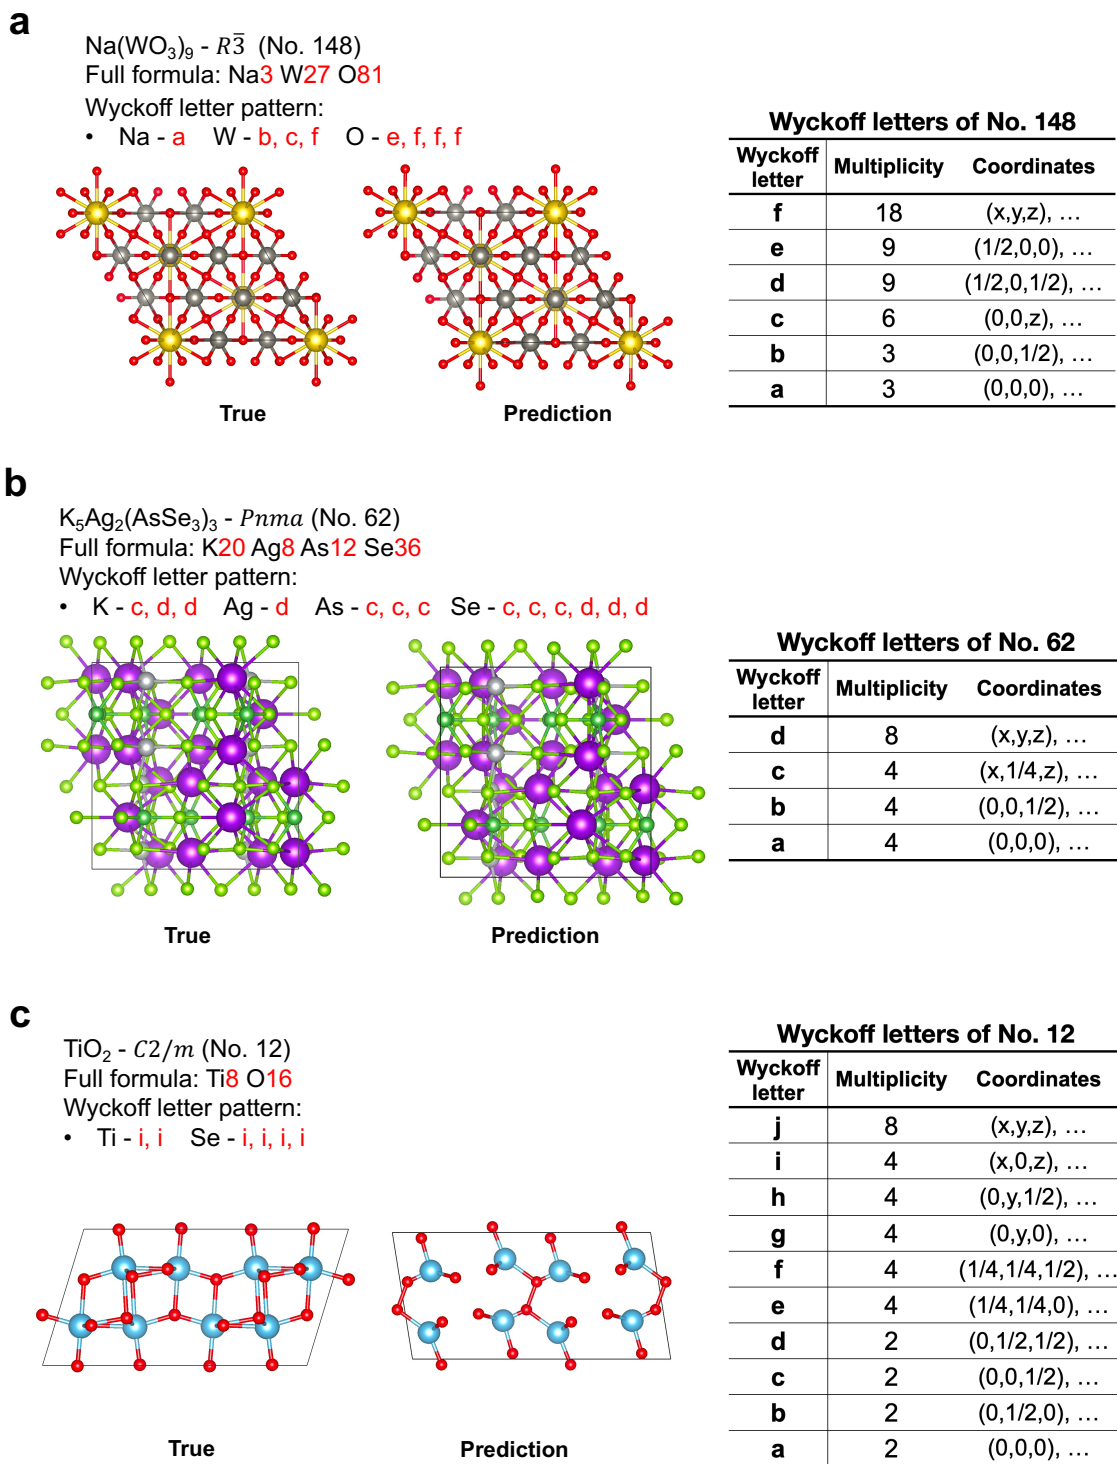 a
Na(WO₃)₉ - R3̅ (No. 148)
Full formula: Na3 W27 O81
Wyckoff letter pattern:
• Na - a W - b, c, f O - e, f, f, f
True
Prediction
Wyckoff letters of No. 148
Wyckoff letter Multiplicity Coordinates
f 18 (x,y,z), …
e 9 (1/2,0,0), …
d 9 (1/2,0,1/2), …
c 6 (0,0,z), …
b 3 (0,0,1/2), …
a 3 (0,0,0), …
b
K₅Ag₂(AsSe₃)₃ - Pnma (No. 62)
Full formula: K20 Ag8 As12 Se36
Wyckoff letter pattern:
• K - c, d, d Ag - d As - c, c, c Se - c, c, c, d, d, d
True
Prediction
Wyckoff letters of No. 62
Wyckoff letter Multiplicity Coordinates
d 8 (x,y,z), …
c 4 (x,1/4,z), …
b 4 (0,0,1/2), …
a 4 (0,0,0), …
c
TiO₂ - C2/m (No. 12)
Full formula: Ti8 O16
Wyckoff letter pattern:
• Ti - i, i Se - i, i, i, i
True
Prediction
Wyckoff letters of No. 12
Wyckoff letter Multiplicity Coordinates
j 8 (x,y,z), …
i 4 (x,0,z), …
h 4 (0,y,1/2), …
g 4 (0,y,0), …
f 4 (1/4,1/4,1/2), …
e 4 (1/4,1/4,0), …
d 2 (0,1/2,1/2), …
c 2 (0,0,1/2), …
b 2 (0,1/2,0), …
a 2 (0,0,0), …